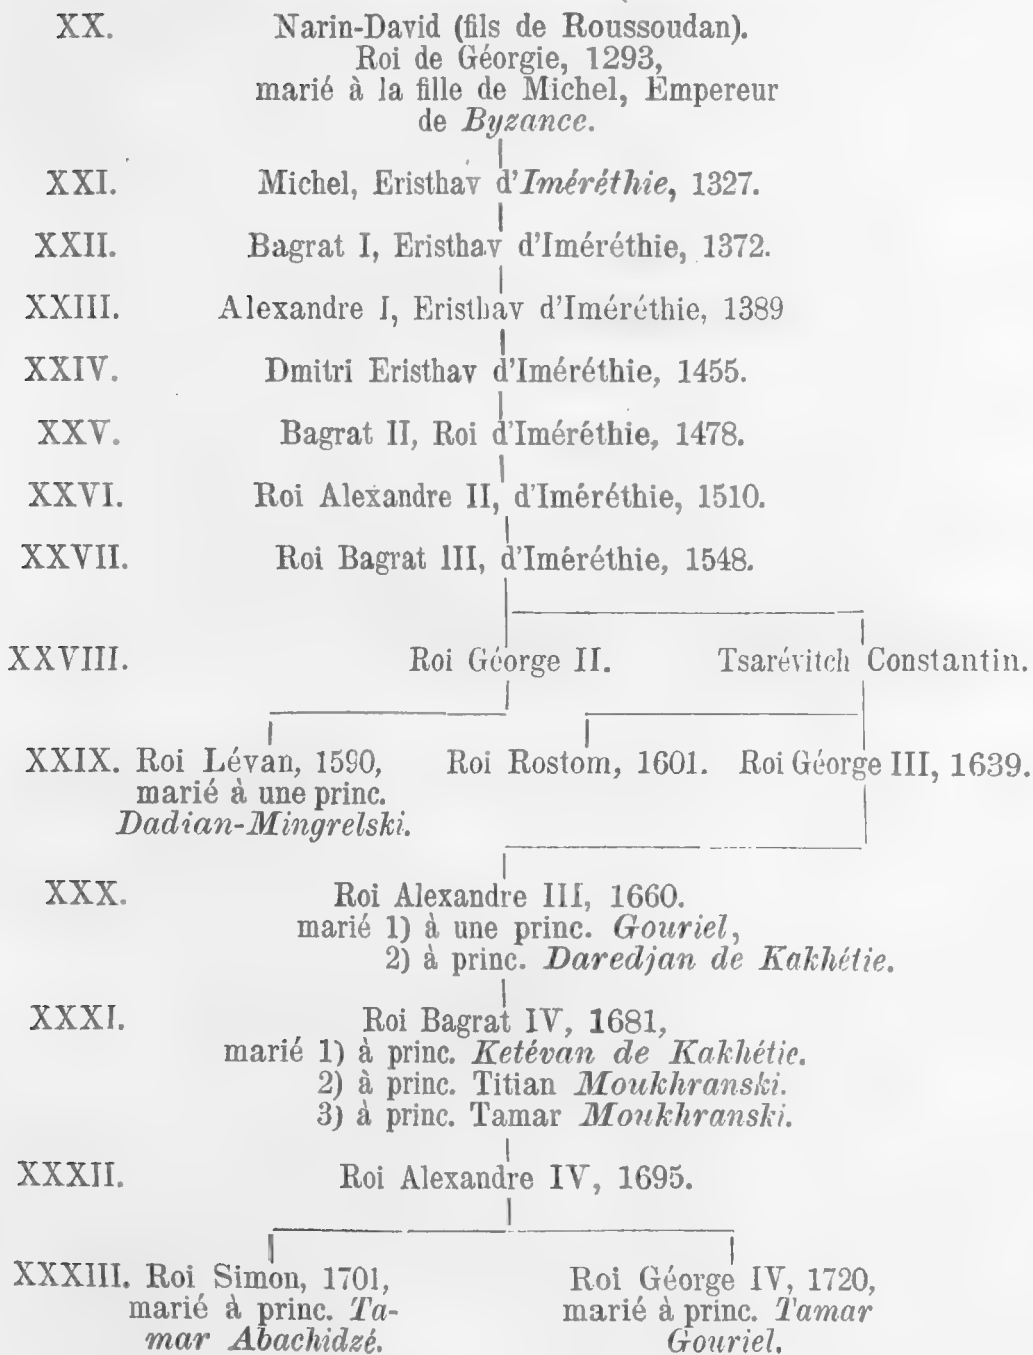 XX. Narin-David (fils de Roussoudan).
Roi de Géorgie, 1293,
marié à la fille de Michel, Empereur
de Byzance.
XXI. Michel, Eristhav d'Iméréthie, 1327.
XXII. Bagrat I, Eristhav d'Iméréthie, 1372.
XXIII. Alexandre I, Eristhav d'Iméréthie, 1389
XXIV. Dmitri Eristhav d'Iméréthie, 1455.
XXV. Bagrat II, Roi d'Iméréthie, 1478.
XXVI. Roi Alexandre II, d'Iméréthie, 1510.
XXVII. Roi Bagrat III, d'Iméréthie, 1548.
XXVIII. Roi Géorge II. Tsarévitch Constantin.
XXIX. Roi Lévan, 1590, Roi Rostom, 1601. Roi Géorge III, 1639.
marié à une princ.
Dadian-Mingrelski.
XXX. Roi Alexandre III, 1660.
marié 1) à une princ. Gouriel,
2) à princ. Daredjan de Kakhétie.
XXXI. Roi Bagrat IV, 1681,
marié 1) à princ. Ketévan de Kakhétie.
2) à princ. Titian Moukhranski.
3) à princ. Tamar Moukhranski.
XXXII. Roi Alexandre IV, 1695.
XXXIII. Roi Simon, 1701, Roi Géorge IV, 1720,
marié à princ. Ta- marié à princ. Tamar
mar Abachidzé. Gouriel.